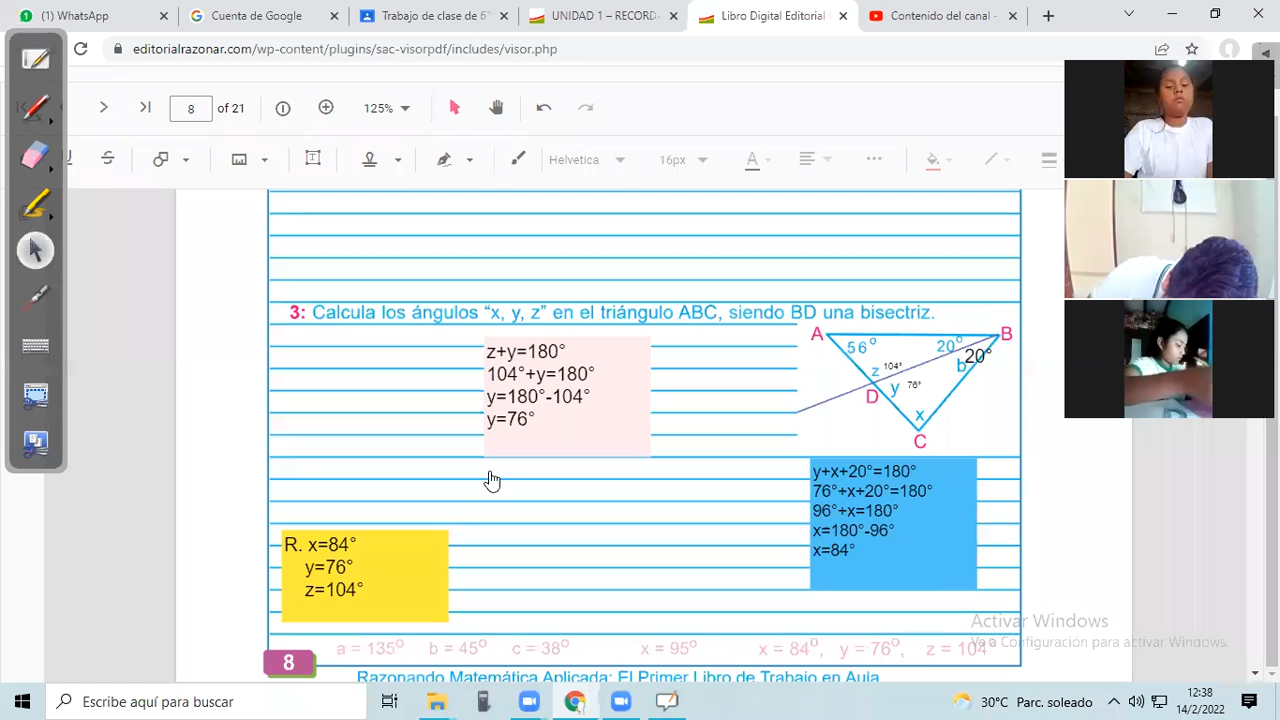 (1) WhatsApp
Cuenta de Google
Trabajo de clase de 6°
UNIDAD 1 – RECORD
Libro Digital Editorial
Contenido del canal -
editorialrazonar.com/wp-content/plugins/sac-visorpdf/includes/visor.php
8 of 21
125%
Helvetica
16px
3: Calcula los ángulos “x, y, z” en el triángulo ABC, siendo BD una bisectriz.
z+y=180°
104°+y=180°
y=180°-104°
y=76°
A
B
56°
20°
20°
b
z
104°
y
76°
D
x
C
y+x+20°=180°
76°+x+20°=180°
96°+x=180°
x=180°-96°
x=84°
R. x=84°
y=76°
z=104°
Activar Windows
Ve a Configuración para activar Windows.
a = 135° b = 45° c = 38° x = 95° x = 84°, y = 76°, z = 104°
8
Razonando Matemática Aplicada: El Primer Libro de Trabajo en Aula
Escribe aquí para buscar
30°C Parc. soleado
12:38
14/2/2022